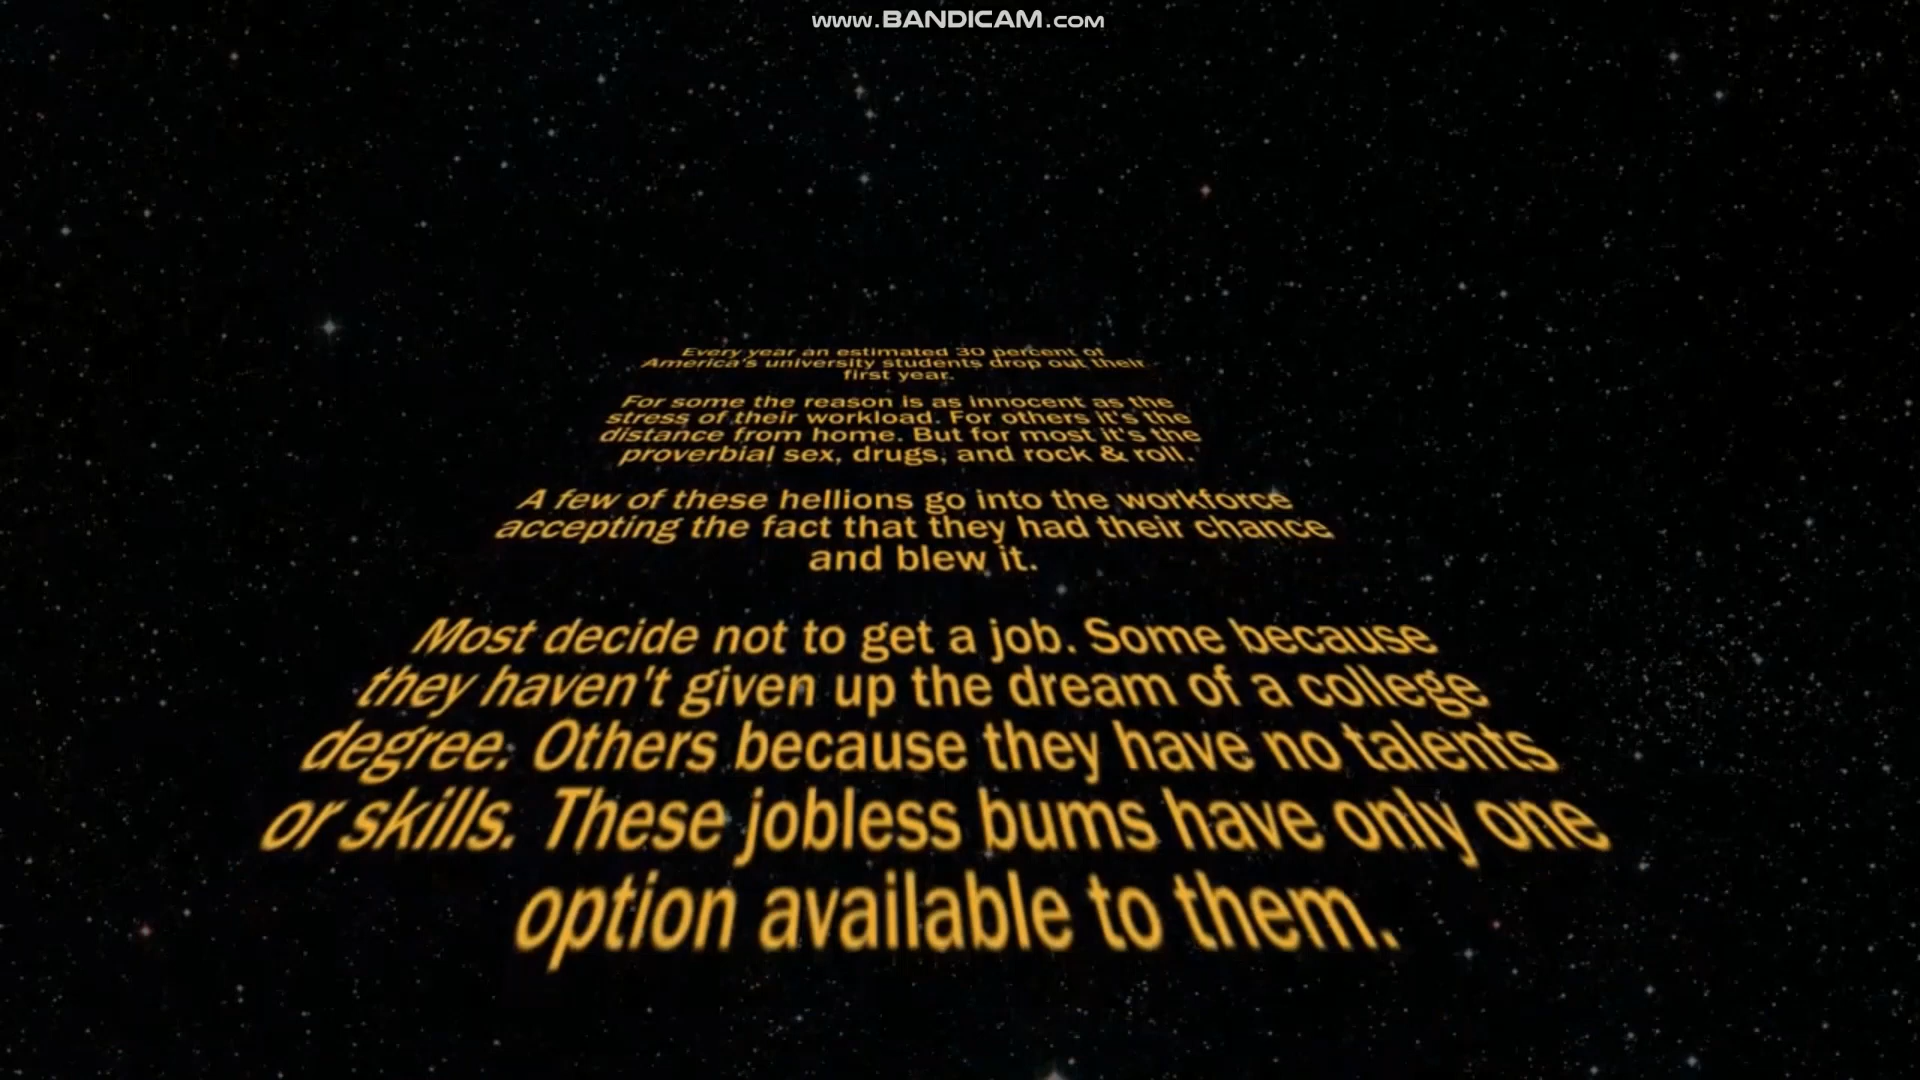 www.BANDICAM.com
Every year an estimated 30 percent of
America's university students drop out their
first year.
For some the reason is as innocent as the
stress of their workload. For others it's the
distance from home. But for most it's the
proverbial sex, drugs, and rock & roll.
A few of these hellions go into the workforce
accepting the fact that they had their chance
and blew it.
Most decide not to get a job. Some because
they haven't given up the dream of a college
degree. Others because they have no talents
or skills. These jobless bums have only one
option available to them.